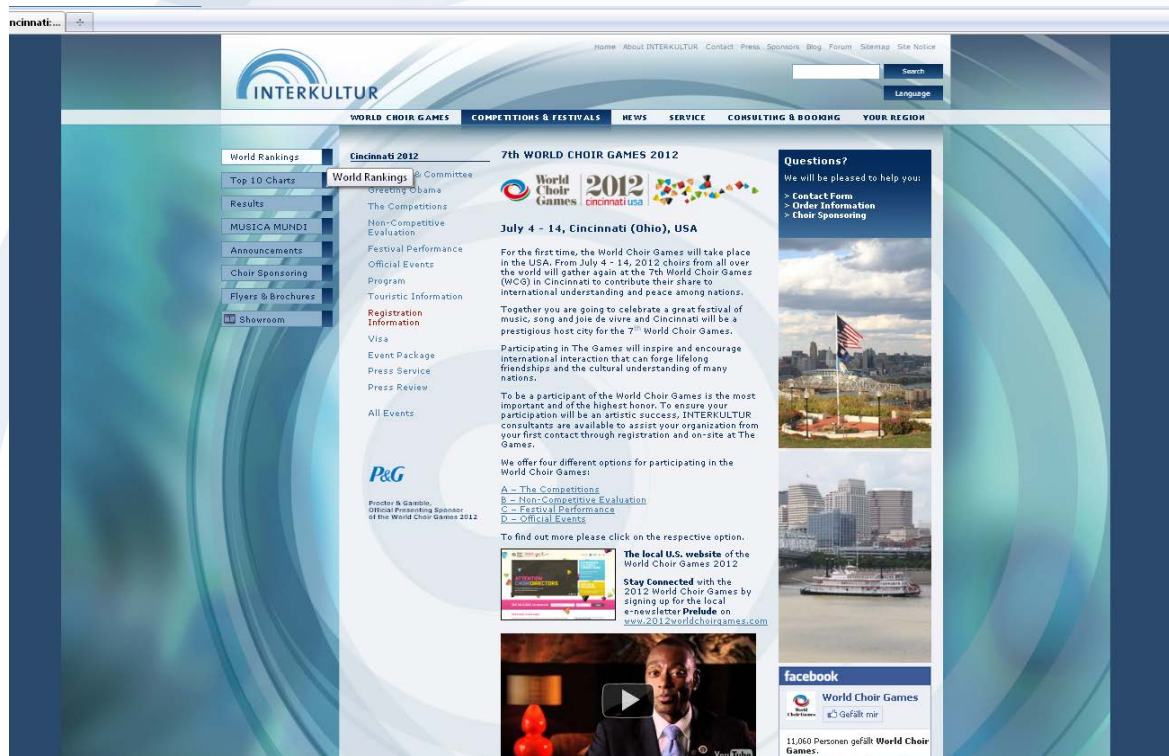 ncinnati:...
Home About INTERKULTUR Contact Press Sponsors Blog Forum Sitemap Site Notice
Search
Language
INTERKULTUR
WORLD CHOIR GAMES COMPETITIONS & FESTIVALS NEWS SERVICE CONSULTING & BOOKING YOUR REGION
World Rankings
World Rankings
Top 10 Charts
Results
MUSICA MUNDI
Announcements
Choir Sponsoring
Flyers & Brochures
Showroom
Cincinnati 2012
& Committee
Greeting Obama
The Competitions
Non-Competitive
Evaluation
Festival Performance
Official Events
Program
Touristic Information
Registration
Information
Visa
Event Package
Press Service
Press Review
All Events
P&G
Procter & Gamble,
Official Presenting Sponsor
of the World Choir Games 2012
7th WORLD CHOIR GAMES 2012
World
Choir
Games
2012
cincinnati usa
July 4 - 14, Cincinnati (Ohio), USA
For the first time, the World Choir Games will take place
in the USA. From July 4 - 14, 2012 choirs from all over
the world will gather again at the 7th World Choir Games
(WCG) in Cincinnati to contribute their share to
international understanding and peace among nations.
Together you are going to celebrate a great festival of
music, song and joie de vivre and Cincinnati will be a
prestigious host city for the 7th World Choir Games.
Participating in The Games will inspire and encourage
international interaction that can forge lifelong
friendships and the cultural understanding of many
nations.
To be a participant of the World Choir Games is the most
important and of the highest honor. To ensure your
participation will be an artistic success, INTERKULTUR
consultants are available to assist your organization from
your first contact through registration and on-site at The
Games.
We offer four different options for participating in the
World Choir Games:
A – The Competitions
B – Non-Competitive Evaluation
C – Festival Performance
D – Official Events
To find out more please click on the respective option.
ATTENTION
CHOIR DIRECTORS
The local U.S. website of the
World Choir Games 2012
Stay Connected with the
2012 World Choir Games by
signing up for the local
e-newsletter Prelude on
www.2012worldchoirgames.com
YouTube
Questions?
We will be pleased to help you:
> Contact Form
> Order Information
> Choir Sponsoring
facebook
World Choir Games
Gefällt mir
11,060 Personen gefällt World Choir
Games.